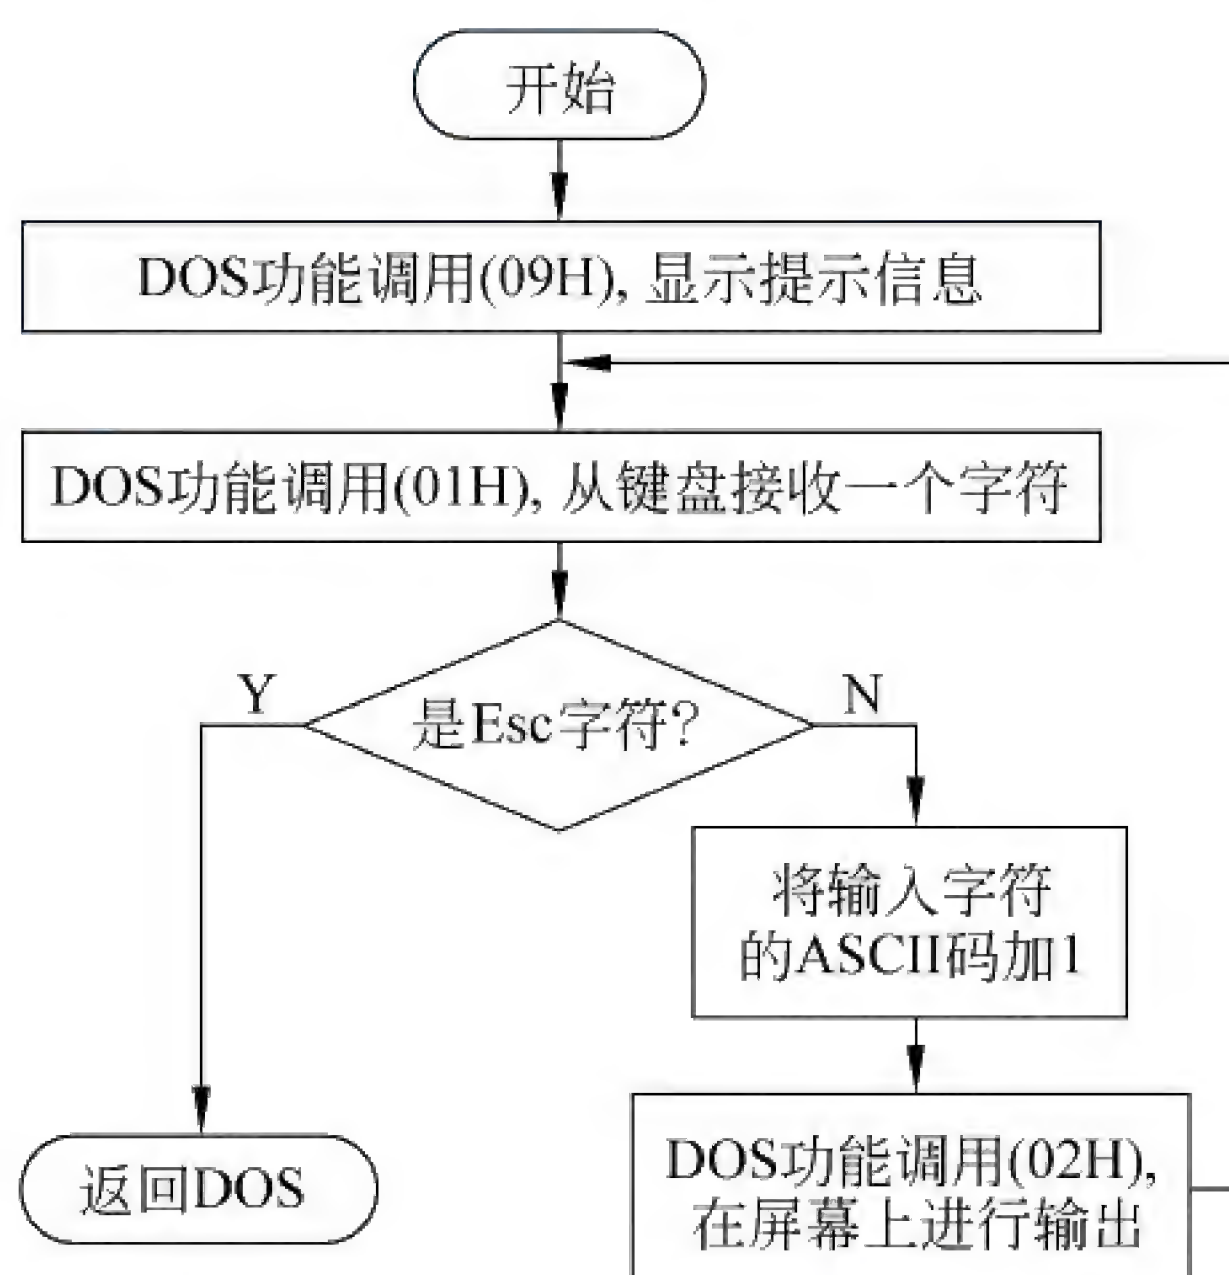 开始
DOS功能调用(09H), 显示提示信息
DOS功能调用(01H), 从键盘接收一个字符
Y
是Esc字符?
N
将输入字符
的ASCII码加1
返回DOS
DOS功能调用(02H),
在屏幕上进行输出